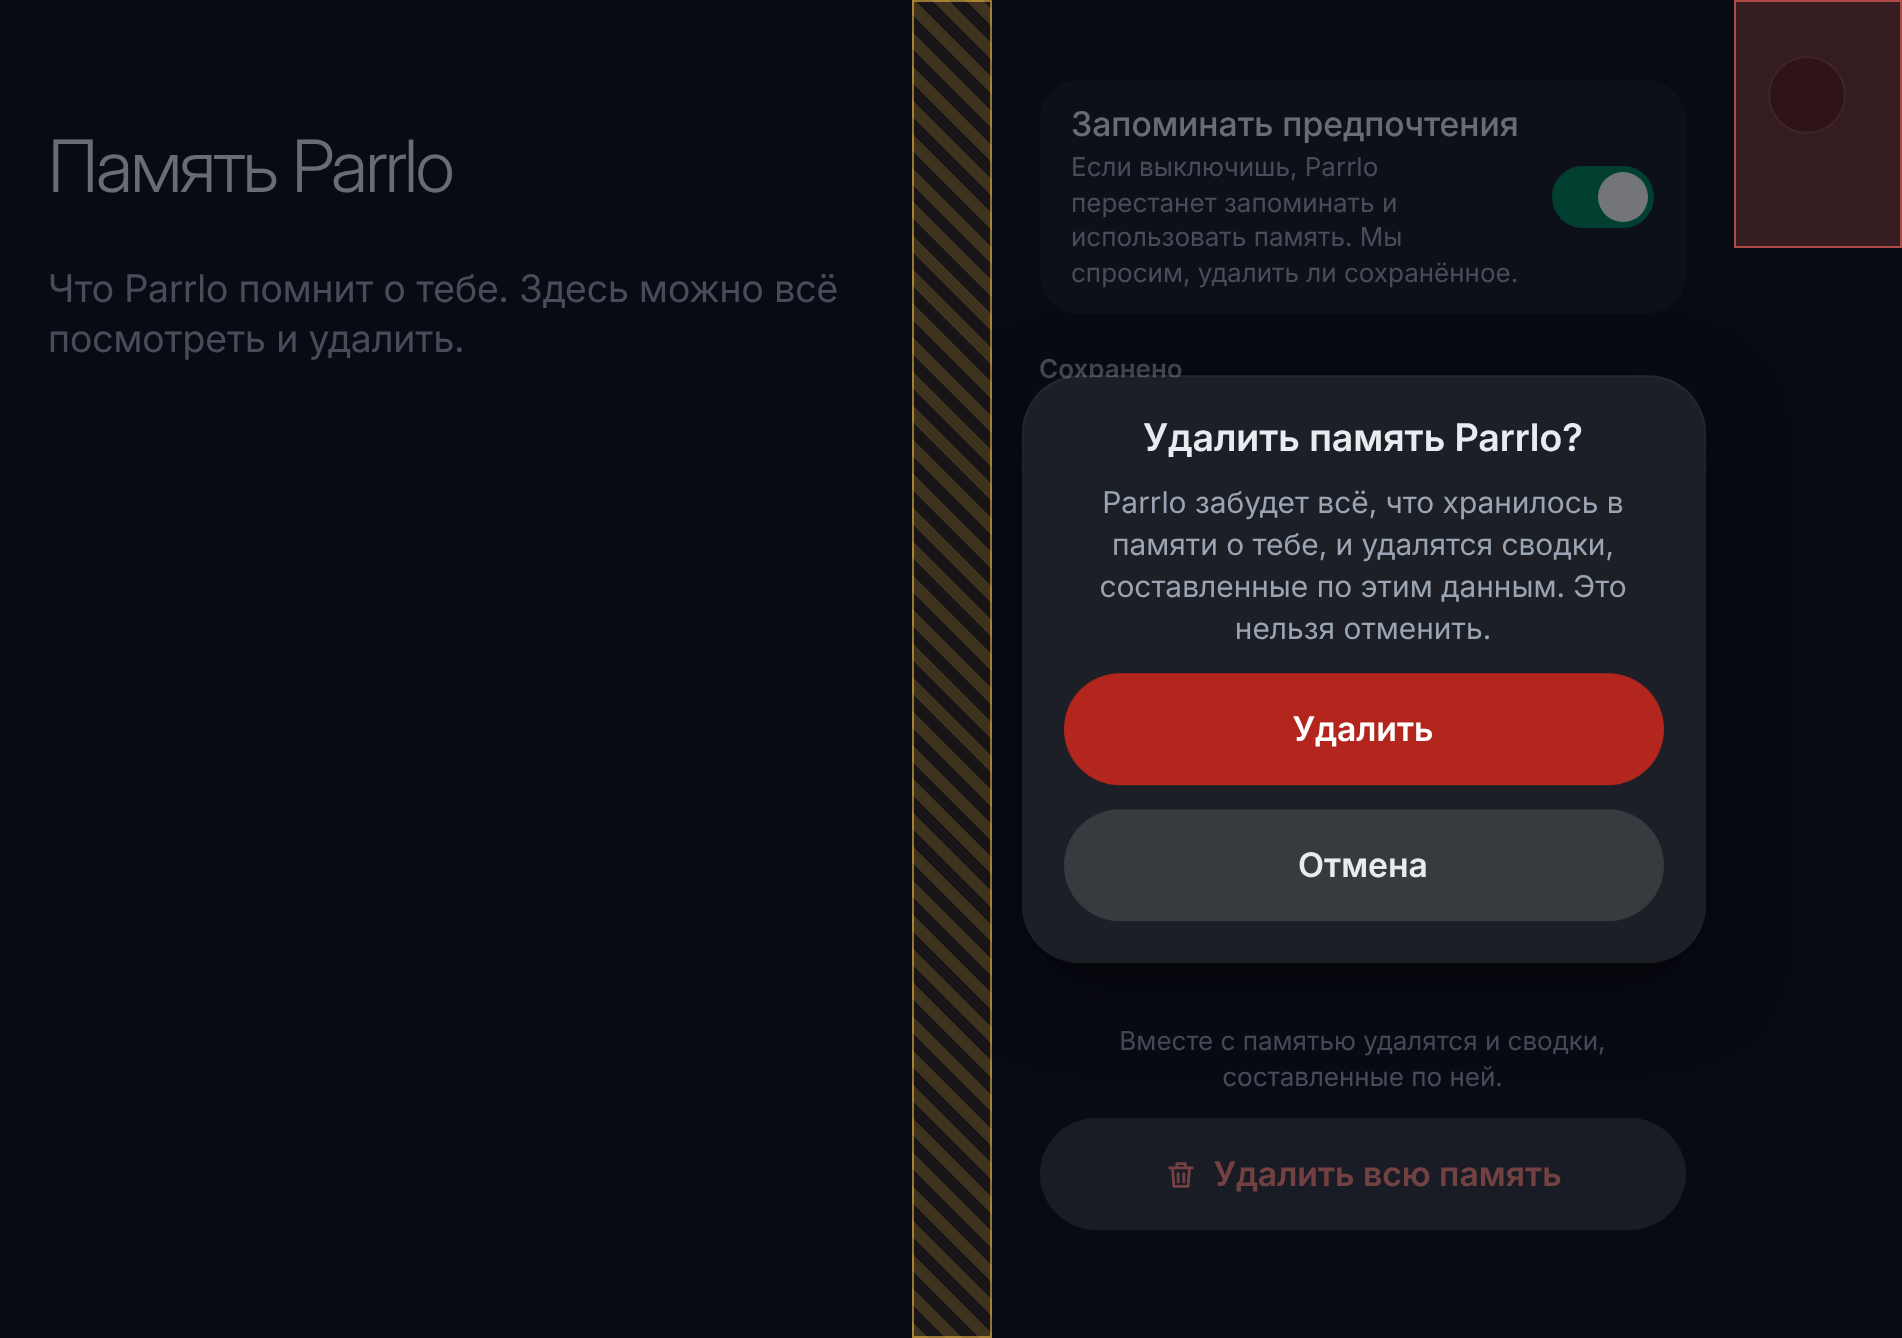 Память Parrlo
Что Parrlo помнит о тебе. Здесь можно всё
посмотреть и удалить.
Запоминать предпочтения
Если выключишь, Parrlo
перестанет запоминать и
использовать память. Мы
спросим, удалить ли сохранённое.
Сохранено
Удалить память Parrlo?
Parrlo забудет всё, что хранилось в
памяти о тебе, и удалятся сводки,
составленные по этим данным. Это
нельзя отменить.
Удалить
Отмена
Вместе с памятью удалятся и сводки,
составленные по ней.
Удалить всю память